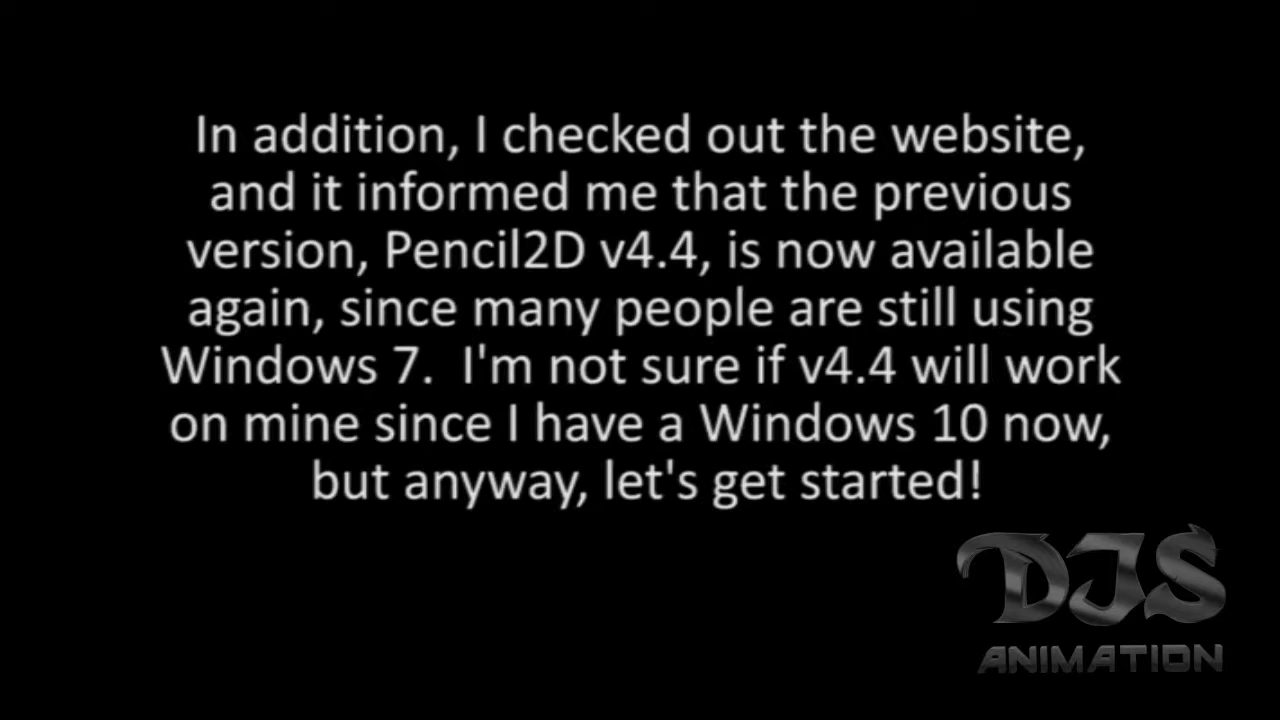 In addition, I checked out the website,
and it informed me that the previous
version, Pencil2D v4.4, is now available
again, since many people are still using
Windows 7.  I'm not sure if v4.4 will work
on mine since I have a Windows 10 now,
but anyway, let's get started!
DJS
ANIMATION